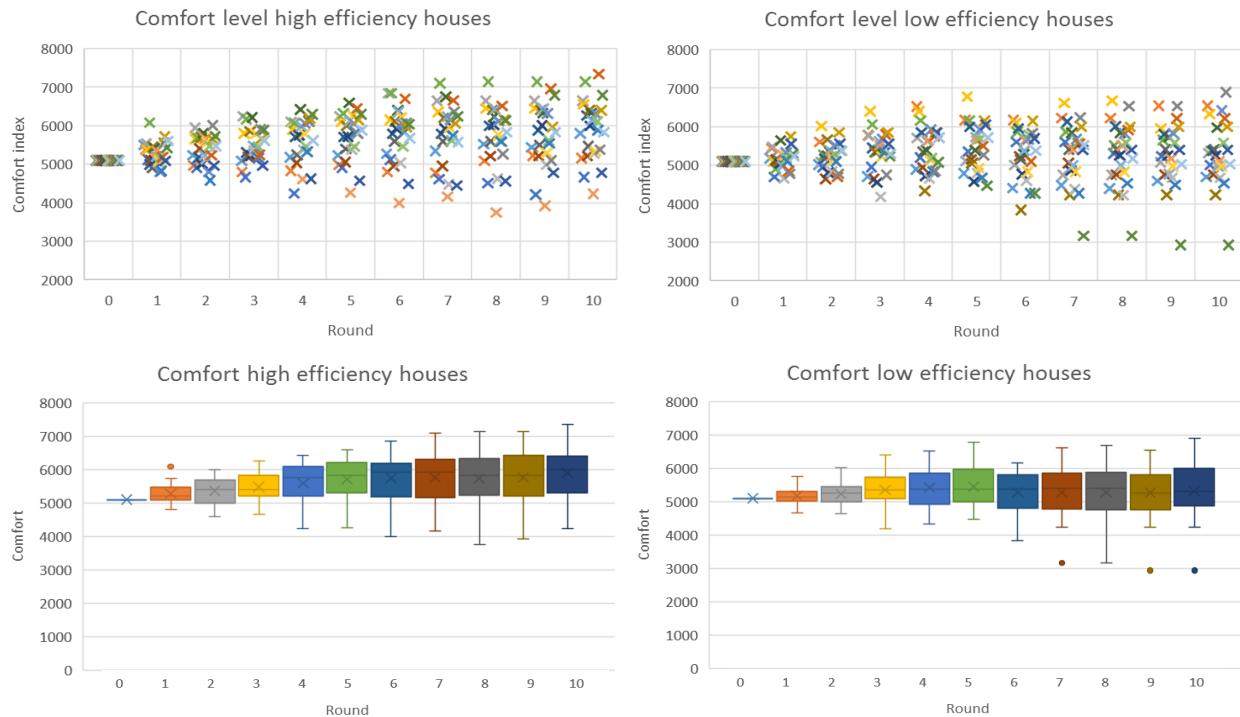 Comfort level high efficiency houses
8000
7000
6000
5000
4000
3000
2000
Comfort index
0 1 2 3 4 5 6 7 8 9 10
Round
Comfort level low efficiency houses
8000
7000
6000
5000
4000
3000
2000
Comfort index
0 1 2 3 4 5 6 7 8 9 10
Round
Comfort high efficiency houses
8000
7000
6000
5000
4000
3000
2000
1000
0
Comfort
0 1 2 3 4 5 6 7 8 9 10
Round
Comfort low efficiency houses
8000
7000
6000
5000
4000
3000
2000
1000
0
Comfort
0 1 2 3 4 5 6 7 8 9 10
Round